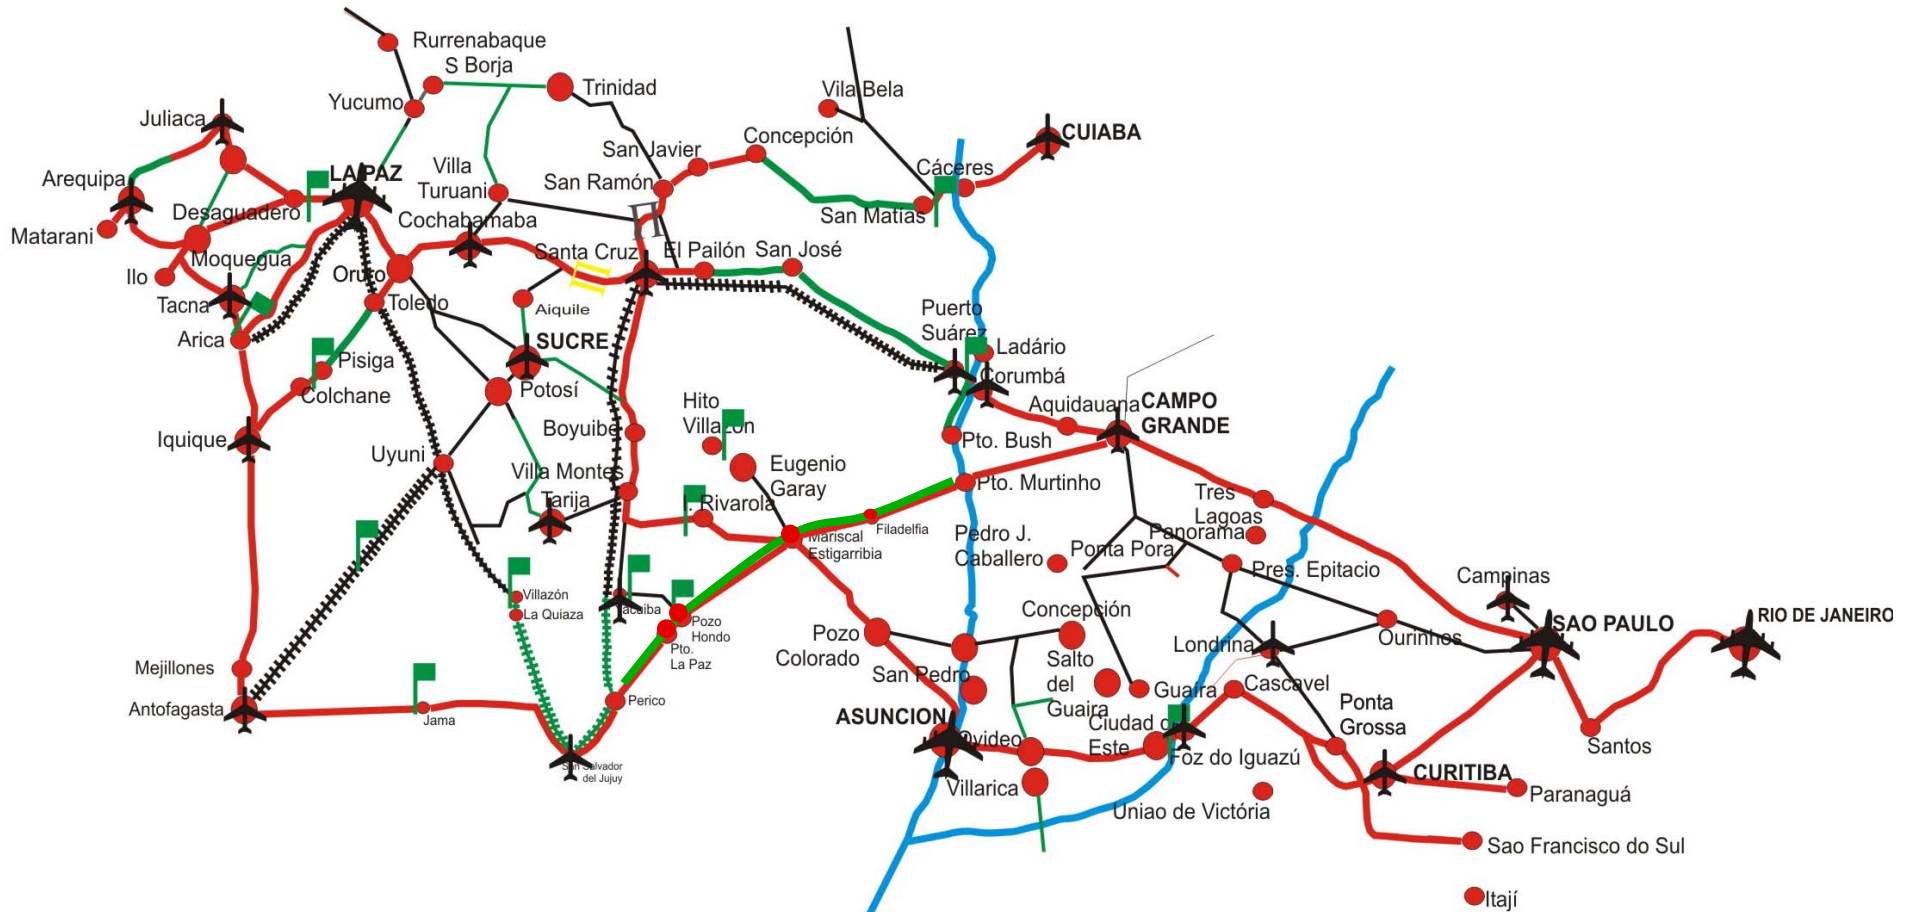 Rurrenabaque
S Borja
Trinidad
Yucumo
Juliaca
Vila Bela
CUIABA
Concepción
San Javier
Villa
Turuani
San Ramón
Cáceres
LA PAZ
Arequipa
Desaguadero
Cochabamaba
San Matías
Matarani
Santa Cruz
El Pailón
San José
Moquegua
Ilo
Oruro
Tacna
Toledo
Aiquile
Puerto
Suárez
Arica
SUCRE
Ladário
Pisiga
Corumbá
Colchane
Potosí
Hito
Villazon
Aquidauana
CAMPO
GRANDE
Iquique
Boyuibe
Pto. Bush
Uyuni
Villa Montes
Eugenio
Garay
Pto. Murtinho
Tres
Lagoas
Tarija
I. Rivarola
Filadelfia
Mariscal
Estigarribia
Pedro J.
Caballero
Panorama
Ponta Pora
Pres. Epitacio
Campinas
Villazón
La Quiaza
Yacuiba
Pozo
Hondo
Concepción
SAO PAULO
RIO DE JANEIRO
Pozo
Colorado
Ourinhos
Londrina
Pto.
La Paz
Mejillones
San Pedro
Salto
del
Guaira
Guaíra
Cascavel
Perico
Antofagasta
Jama
ASUNCION
Ovideo
Ciudad d
Este
Ponta
Grossa
Santos
Foz do Iguazú
San Salvador
del Jujuy
Villarica
CURITIBA
Paranaguá
Uniao de Victória
Sao Francisco do Sul
Itají